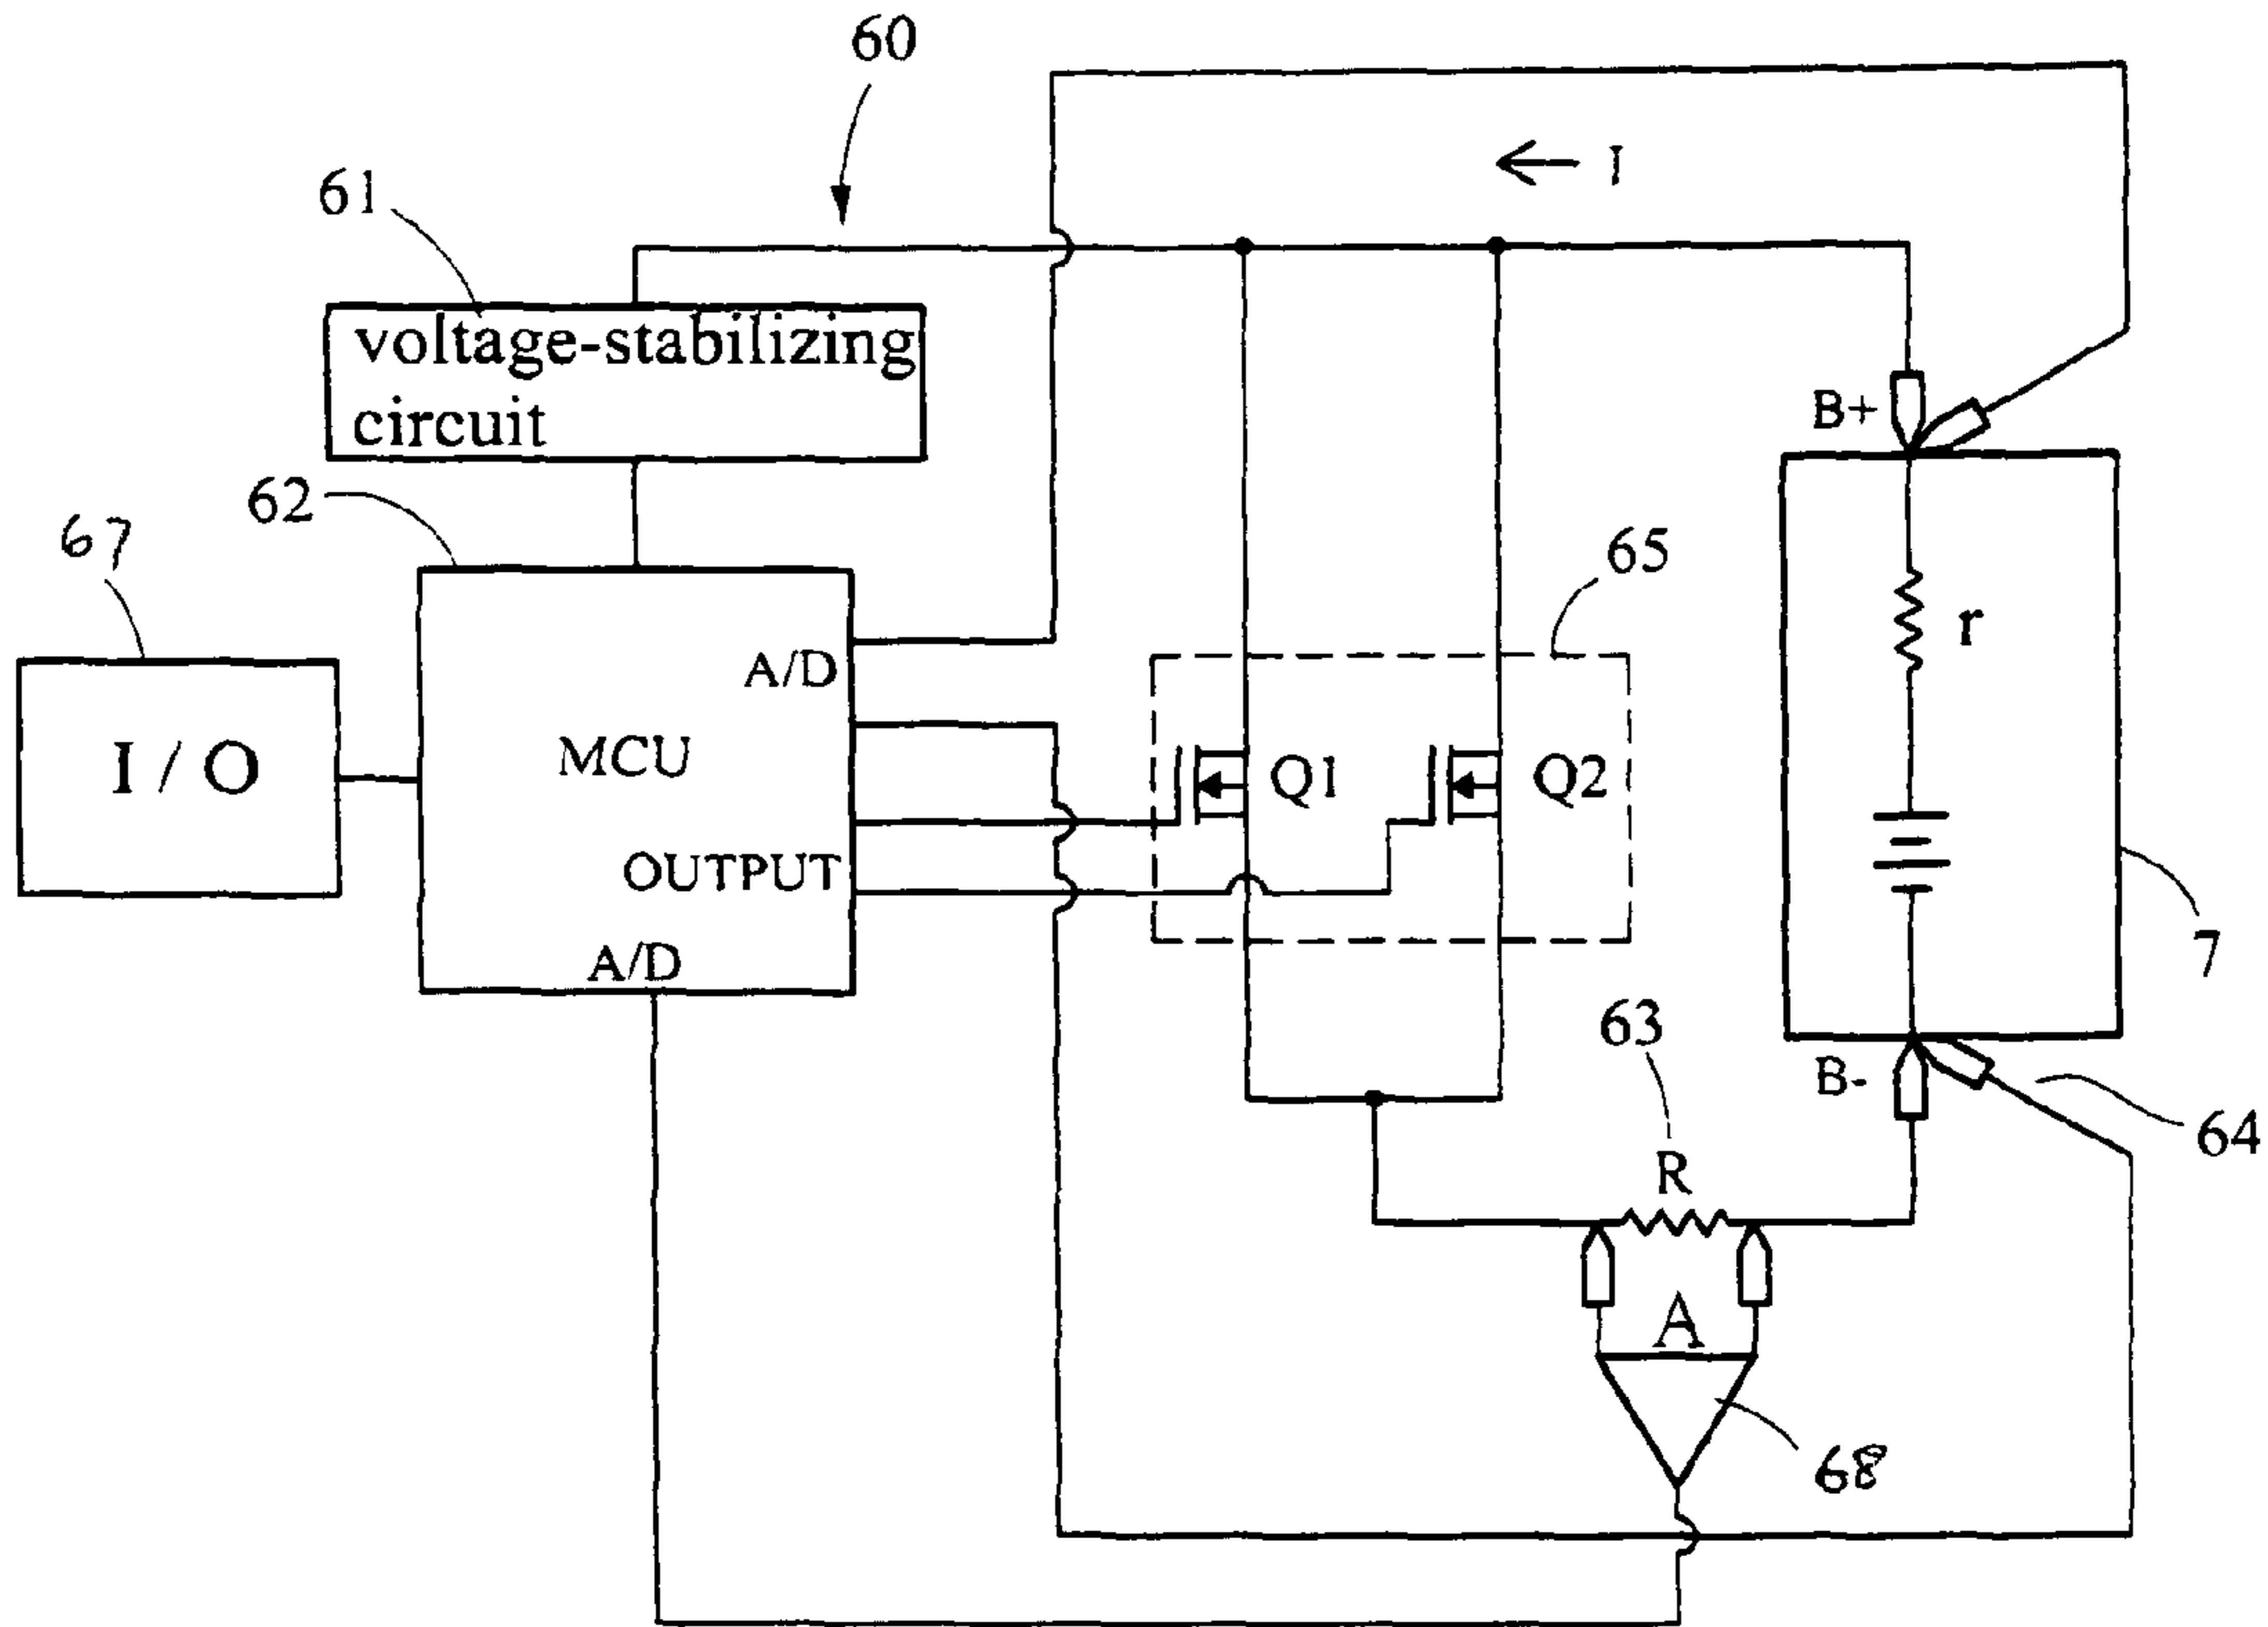 60
I
61
voltage-stabilizing
circuit
B+
62
67
65
r
A/D
I / O
MCU
Q1
Q2
OUTPUT
7
A/D
63
B-
64
R
A
68